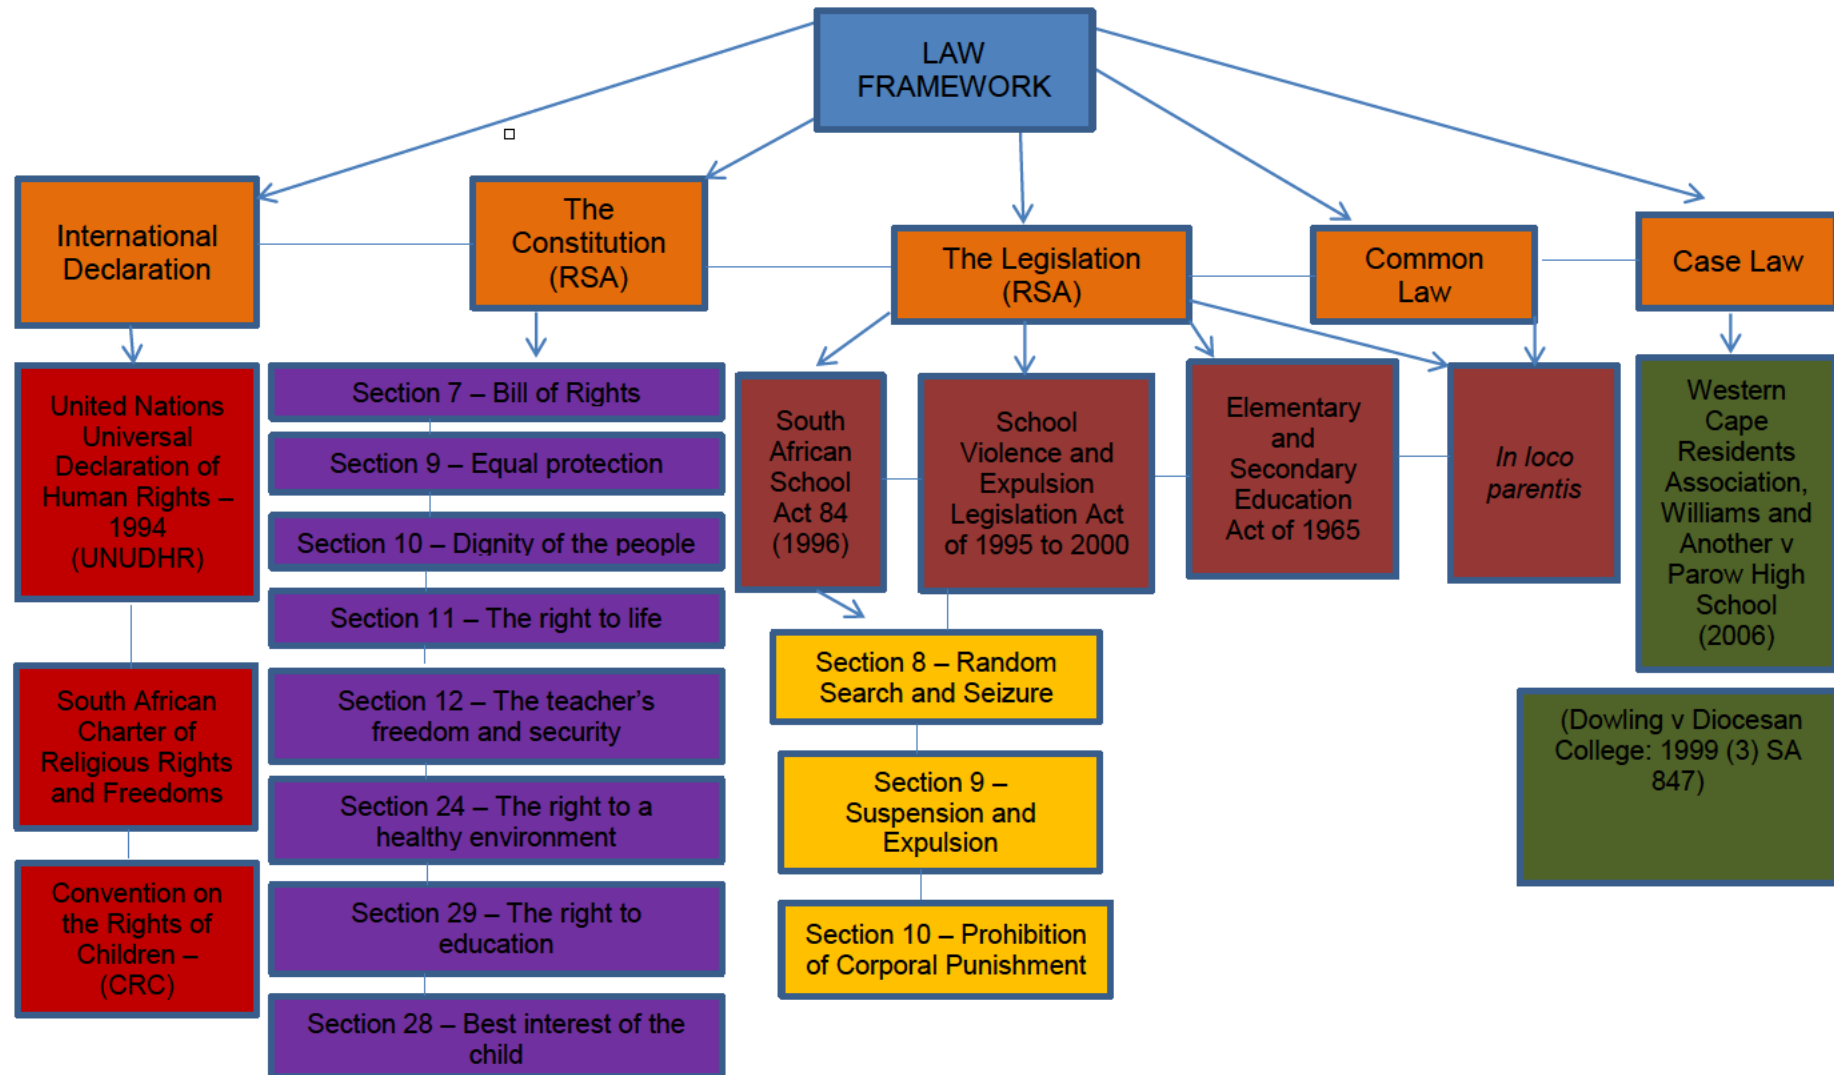 LAW
FRAMEWORK
International
Declaration
The
Constitution
(RSA)
The Legislation
(RSA)
Common
Law
Case Law
United Nations
Universal
Declaration of
Human Rights –
1994
(UNUDHR)
South African
Charter of
Religious Rights
and Freedoms
Convention on
the Rights of
Children –
(CRC)
Section 7 – Bill of Rights
Section 9 – Equal protection
Section 10 – Dignity of the people
Section 11 – The right to life
Section 12 – The teacher’s
freedom and security
Section 24 – The right to a
healthy environment
Section 29 – The right to
education
Section 28 – Best interest of the
child
South
African
School
Act 84
(1996)
School
Violence and
Expulsion
Legislation Act
of 1995 to 2000
Elementary
and
Secondary
Education
Act of 1965
In loco
parentis
Section 8 – Random
Search and Seizure
Section 9 –
Suspension and
Expulsion
Section 10 – Prohibition
of Corporal Punishment
Western
Cape
Residents
Association,
Williams and
Another v
Parow High
School
(2006)
(Dowling v Diocesan
College: 1999 (3) SA
847)